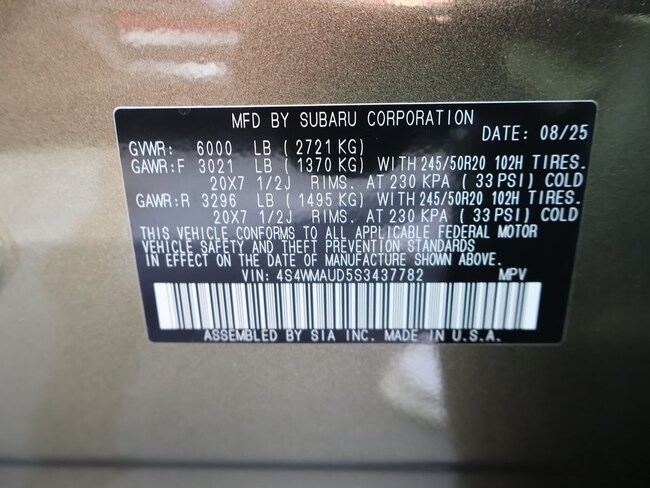 MFD BY SUBARU CORPORATION
DATE: 08/25
GVWR: 6000 LB ( 2721 KG)
GAWR:F 3021 LB ( 1370 KG) WITH 245/50R20 102H TIRES.
20X7 1/2J RIMS. AT 230 KPA ( 33 PSI) COLD
GAWR:R 3296 LB ( 1495 KG) WITH 245/50R20 102H TIRES.
20X7 1/2J RIMS. AT 230 KPA ( 33 PSI) COLD
THIS VEHICLE CONFORMS TO ALL APPLICABLE FEDERAL MOTOR
VEHICLE SAFETY AND THEFT PREVENTION STANDARDS
IN EFFECT ON THE DATE OF MANUFACTURE SHOWN ABOVE.
VIN: 4S4WMAUD5S3437782 MPV
ASSEMBLED BY SIA INC. MADE IN U.S.A.